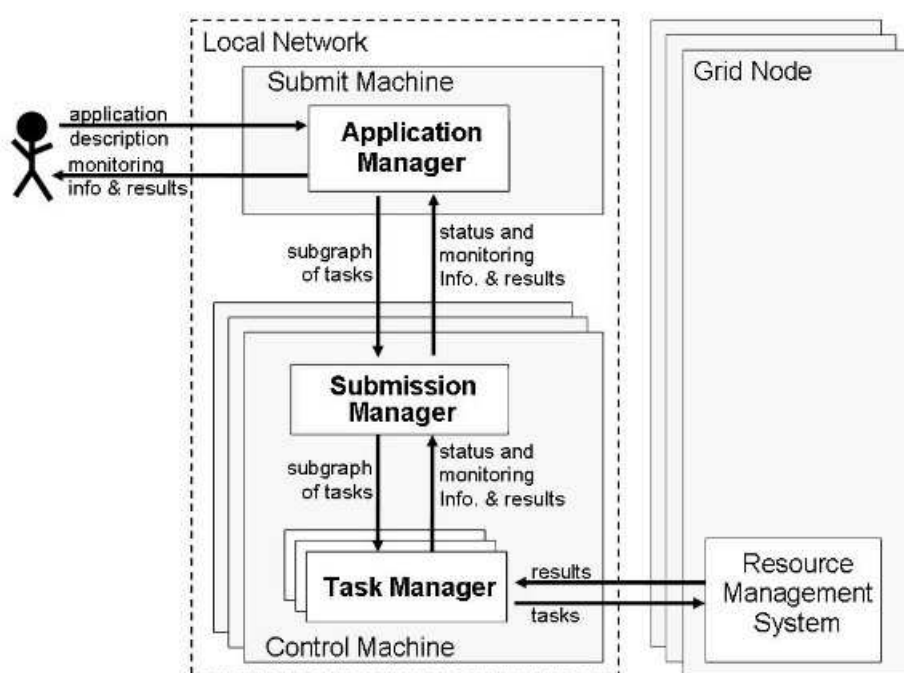 Local Network
Submit Machine
Grid Node
application
description
monitoring
info & results
Application
Manager
subgraph
of tasks
status and
monitoring
Info. & results
Submission
Manager
subgraph
of tasks
status and
monitoring
Info. & results
Task Manager
results
tasks
Resource
Management
System
Control Machine